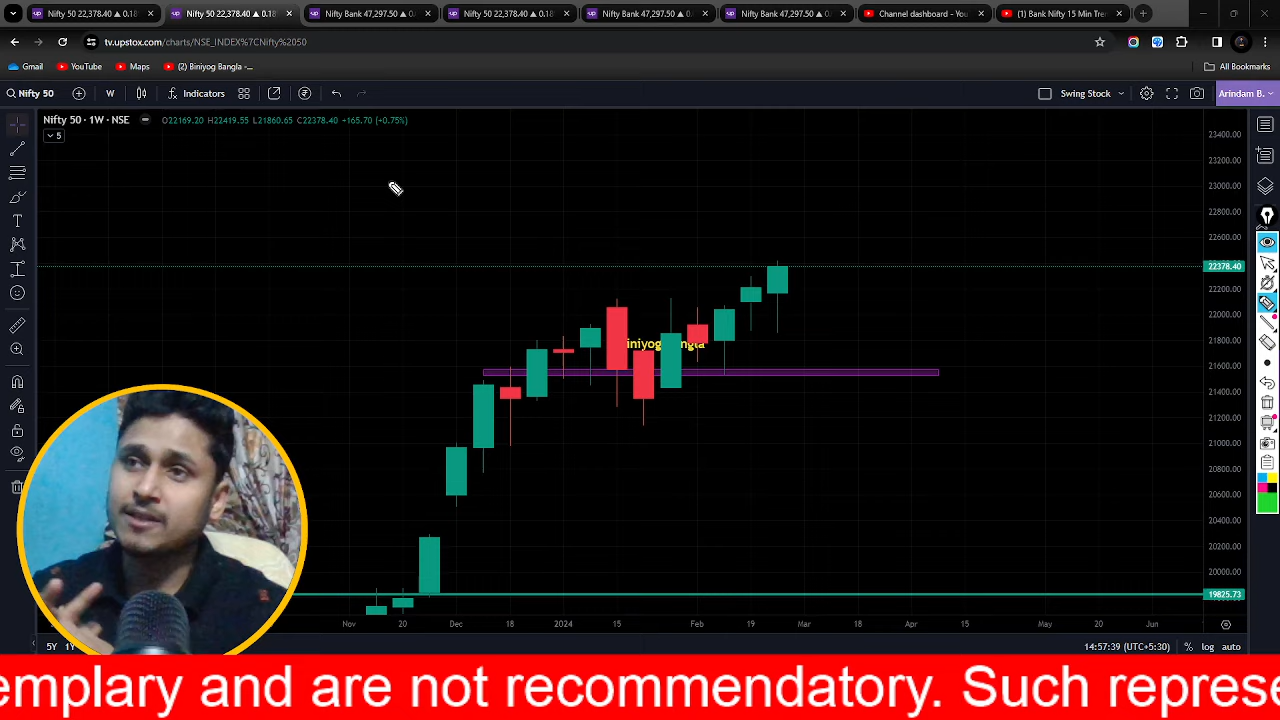 Nifty 50 22,378.40 ▲ 0.18
Nifty 50 22,378.40 ▲ 0.18
Nifty Bank 47,297.50 ▲ 0.0
Nifty 50 22,378.40 ▲ 0.18
Nifty Bank 47,297.50 ▲ 0.0
Nifty Bank 47,297.50 ▲ 0.0
Channel dashboard - You
(1) Bank Nifty 15 Min Tre
tv.upstox.com/charts/NSE_INDEX%7CNifty%2050
Gmail
YouTube
Maps
(2) Biniyog Bangla -...
All Bookmarks
Nifty 50
W
Indicators
Swing Stock
Arindam B.
Nifty 50 · 1W · NSE
O22169.20 H22419.55 L21860.65 C22378.40 +165.70 (+0.75%)
5
23400.00
23200.00
23000.00
22800.00
22600.00
22378.40
22200.00
22000.00
21800.00
21600.00
21400.00
21200.00
21000.00
20800.00
20600.00
20400.00
20200.00
20000.00
19825.73
Nov
20
Dec
18
2024
15
Feb
19
Mar
18
Apr
15
May
20
Jun
5Y
1Y
14:57:39 (UTC+5:30)
%
log
auto
emplary and are not recommendatory. Such represe